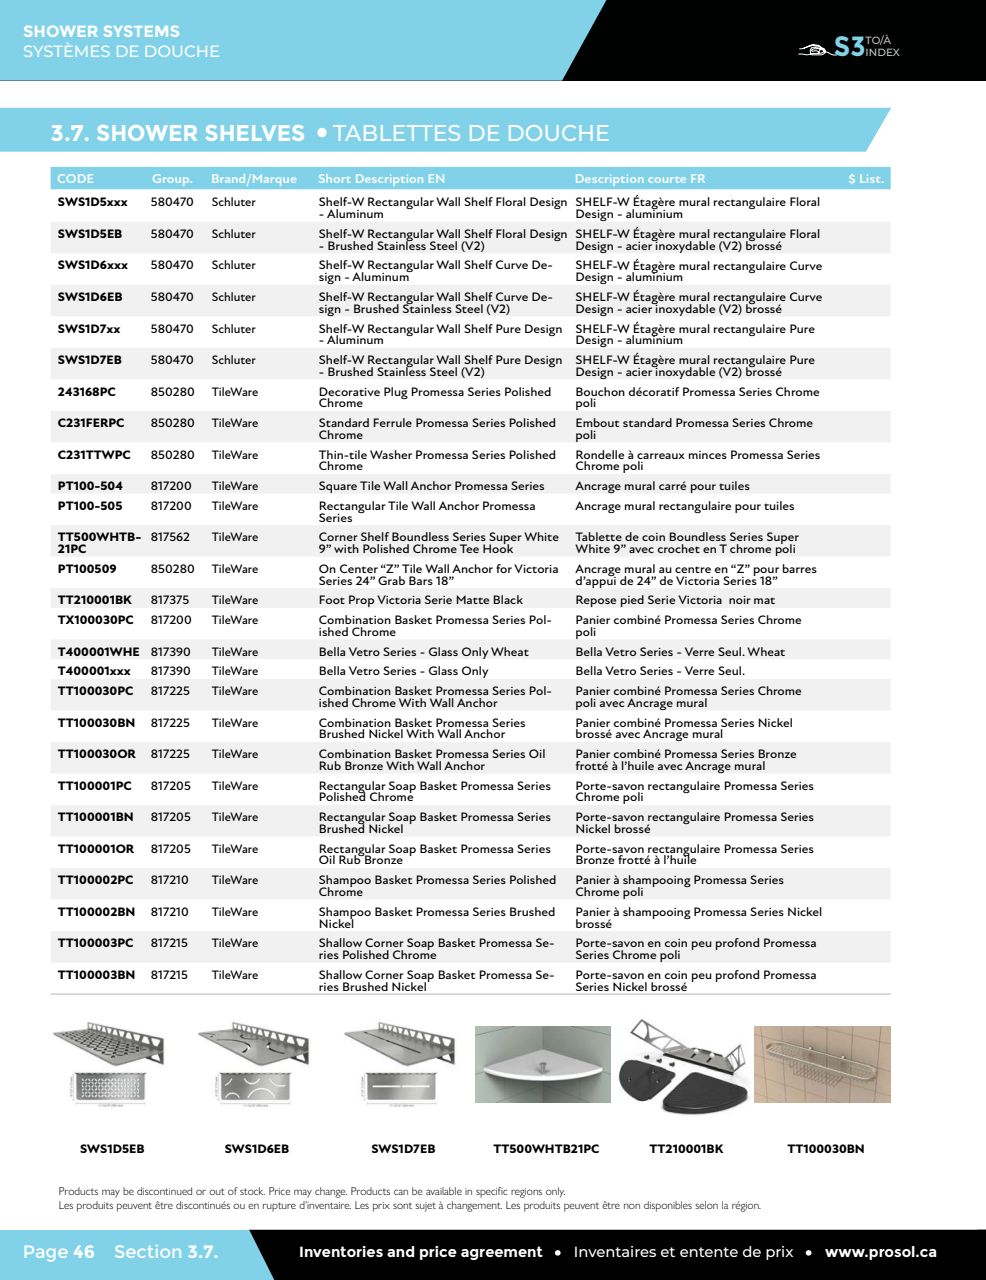 SHOWER SYSTEMS
SYSTÈMES DE DOUCHE
S3 TO/À INDEX
3.7. SHOWER SHELVES • TABLETTES DE DOUCHE
CODE Group. Brand/Marque Short Description EN Description courte FR $ List.
SWS1D5xxx 580470 Schluter Shelf-W Rectangular Wall Shelf Floral Design SHELF-W Étagère mural rectangulaire Floral
- Aluminum Design - aluminium
SWS1D5EB 580470 Schluter Shelf-W Rectangular Wall Shelf Floral Design SHELF-W Étagère mural rectangulaire Floral
- Brushed Stainless Steel (V2) Design - acier inoxydable (V2) brossé
SWS1D6xxx 580470 Schluter Shelf-W Rectangular Wall Shelf Curve De- SHELF-W Étagère mural rectangulaire Curve
sign - Aluminum Design - aluminium
SWS1D6EB 580470 Schluter Shelf-W Rectangular Wall Shelf Curve De- SHELF-W Étagère mural rectangulaire Curve
sign - Brushed Stainless Steel (V2) Design - acier inoxydable (V2) brossé
SWS1D7xx 580470 Schluter Shelf-W Rectangular Wall Shelf Pure Design SHELF-W Étagère mural rectangulaire Pure
- Aluminum Design - aluminium
SWS1D7EB 580470 Schluter Shelf-W Rectangular Wall Shelf Pure Design SHELF-W Étagère mural rectangulaire Pure
- Brushed Stainless Steel (V2) Design - acier inoxydable (V2) brossé
243168PC 850280 TileWare Decorative Plug Promessa Series Polished Bouchon décoratif Promessa Series Chrome
Chrome poli
C231FERPC 850280 TileWare Standard Ferrule Promessa Series Polished Embout standard Promessa Series Chrome
Chrome poli
C231TTWPC 850280 TileWare Thin-tile Washer Promessa Series Polished Rondelle à carreaux minces Promessa Series
Chrome Chrome poli
PT100-504 817200 TileWare Square Tile Wall Anchor Promessa Series Ancrage mural carré pour tuiles
PT100-505 817200 TileWare Rectangular Tile Wall Anchor Promessa Ancrage mural rectangulaire pour tuiles
Series
TT500WHTB- 817562 TileWare Corner Shelf Boundless Series Super White Tablette de coin Boundless Series Super
21PC 9” with Polished Chrome Tee Hook White 9” avec crochet en T chrome poli
PT100509 850280 TileWare On Center “Z” Tile Wall Anchor for Victoria Ancrage mural au centre en “Z” pour barres
Series 24” Grab Bars 18” d’appui de 24” de Victoria Series 18”
TT210001BK 817375 TileWare Foot Prop Victoria Serie Matte Black Repose pied Serie Victoria noir mat
TX100030PC 817200 TileWare Combination Basket Promessa Series Pol- Panier combiné Promessa Series Chrome
ished Chrome poli
T400001WHE 817390 TileWare Bella Vetro Series - Glass Only Wheat Bella Vetro Series - Verre Seul. Wheat
T400001xxx 817390 TileWare Bella Vetro Series - Glass Only Bella Vetro Series - Verre Seul.
TT100030PC 817225 TileWare Combination Basket Promessa Series Pol- Panier combiné Promessa Series Chrome
ished Chrome With Wall Anchor poli avec Ancrage mural
TT100030BN 817225 TileWare Combination Basket Promessa Series Panier combiné Promessa Series Nickel
Brushed Nickel With Wall Anchor brossé avec Ancrage mural
TT100030OR 817225 TileWare Combination Basket Promessa Series Oil Panier combiné Promessa Series Bronze
Rub Bronze With Wall Anchor frotté à l’huile avec Ancrage mural
TT100001PC 817205 TileWare Rectangular Soap Basket Promessa Series Porte-savon rectangulaire Promessa Series
Polished Chrome Chrome poli
TT100001BN 817205 TileWare Rectangular Soap Basket Promessa Series Porte-savon rectangulaire Promessa Series
Brushed Nickel Nickel brossé
TT100001OR 817205 TileWare Rectangular Soap Basket Promessa Series Porte-savon rectangulaire Promessa Series
Oil Rub Bronze Bronze frotté à l’huile
TT100002PC 817210 TileWare Shampoo Basket Promessa Series Polished Panier à shampooing Promessa Series
Chrome Chrome poli
TT100002BN 817210 TileWare Shampoo Basket Promessa Series Brushed Panier à shampooing Promessa Series Nickel
Nickel brossé
TT100003PC 817215 TileWare Shallow Corner Soap Basket Promessa Se- Porte-savon en coin peu profond Promessa
ries Polished Chrome Series Chrome poli
TT100003BN 817215 TileWare Shallow Corner Soap Basket Promessa Se- Porte-savon en coin peu profond Promessa
ries Brushed Nickel Series Nickel brossé
SWS1D5EB SWS1D6EB SWS1D7EB TT500WHTB21PC TT210001BK TT100030BN
Products may be discontinued or out of stock. Price may change. Products can be available in specific regions only.
Les produits peuvent être discontinués ou en rupture d’inventaire. Les prix sont sujet à changement. Les produits peuvent être non disponibles selon la région.
Page 46 Section 3.7. Inventories and price agreement • Inventaires et entente de prix • www.prosol.ca